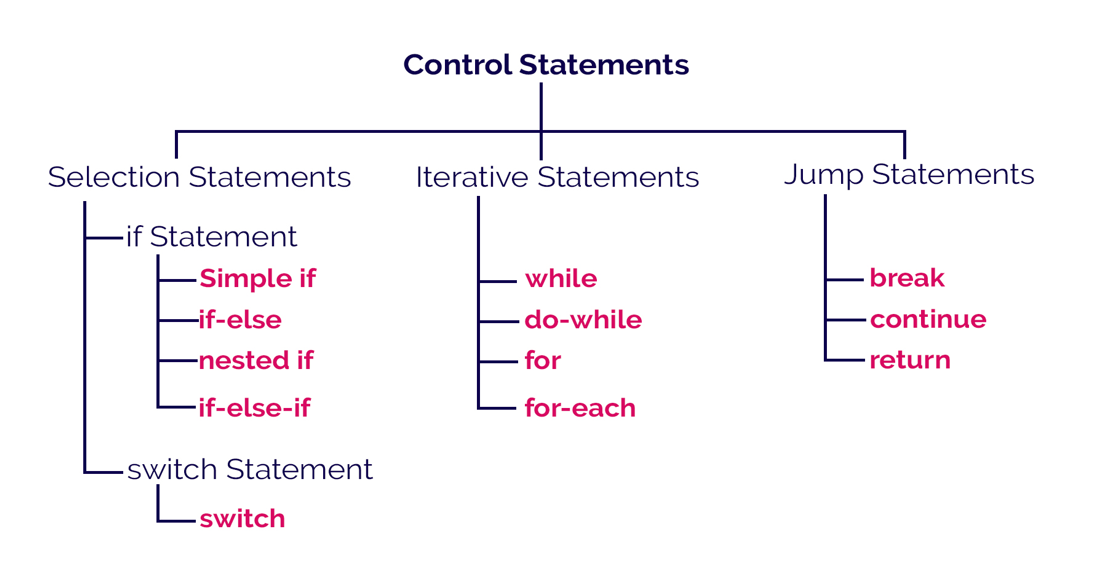 Control Statements
Selection Statements
if Statement
Simple if
if-else
nested if
if-else-if
switch Statement
switch
Iterative Statements
while
do-while
for
for-each
Jump Statements
break
continue
return